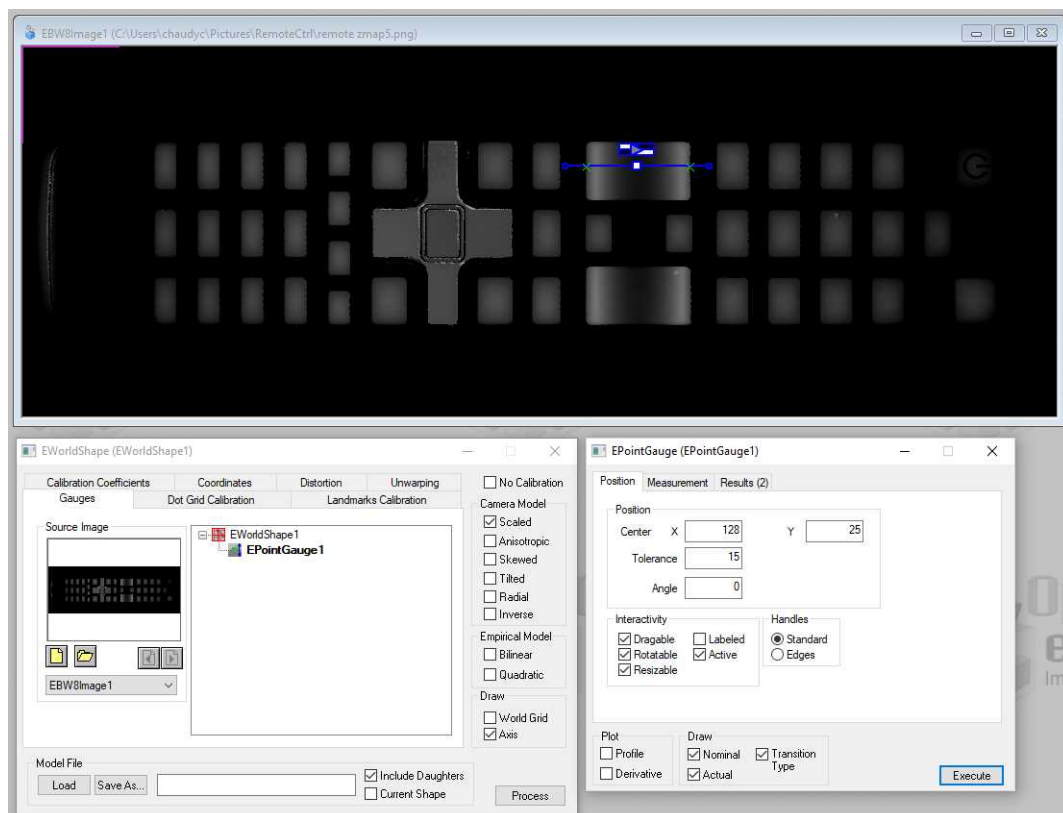 EBW8Image1 (C:\Users\chaudyc\Pictures\RemoteCtrl\remote zmap5.png)
EWorldShape (EWorldShape1)
Calibration Coefficients Coordinates Distortion Unwarping
Gauges Dot Grid Calibration Landmarks Calibration
Source Image
EBW8Image1
EWorldShape1
EPointGauge1
No Calibration
Camera Model
Scaled
Anisotropic
Skewed
Tilted
Radial
Inverse
Empirical Model
Bilinear
Quadratic
Draw
World Grid
Axis
Model File
Load Save As...
Include Daughters
Current Shape
Process
EPointGauge (EPointGauge1)
Position Measurement Results (2)
Position
Center X 128 Y 25
Tolerance 15
Angle 0
Interactivity
Dragable Labeled
Rotatable Active
Resizable
Handles
Standard
Edges
Plot
Profile
Derivative
Draw
Nominal Transition Type
Actual
Execute